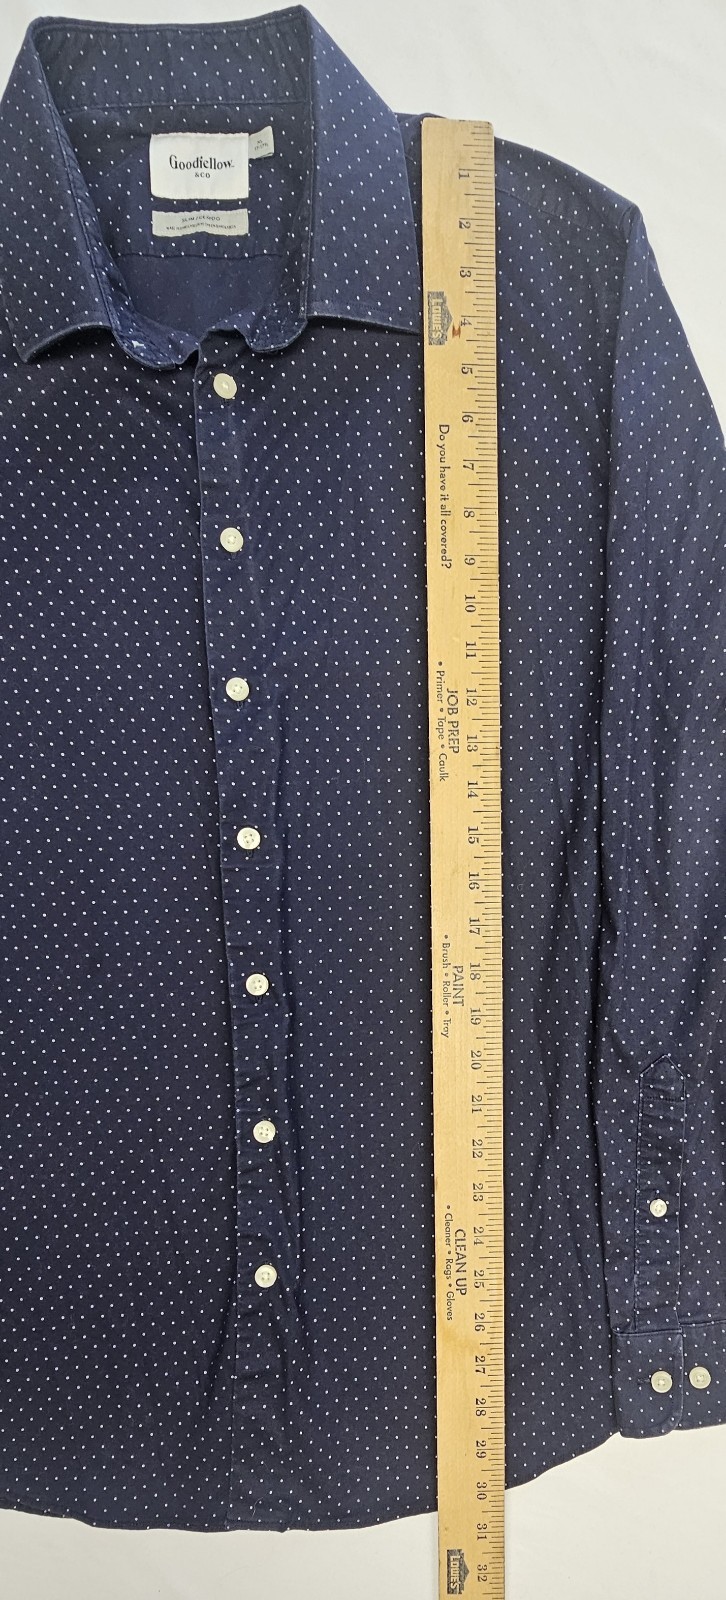 Goodfellow
& CO
XL
1
2
3
4
LOWE'S
5
6
7
8
9
Do you have it all covered?
10
11
12
13
JOB PREP
• Primer • Tape • Caulk
14
15
16
17
18
19
PAINT
• Brush • Roller • Tray
20
21
22
23
24
25
26
CLEAN UP
• Cleaner • Rags • Gloves
27
28
29
30
31
32
LOWE'S